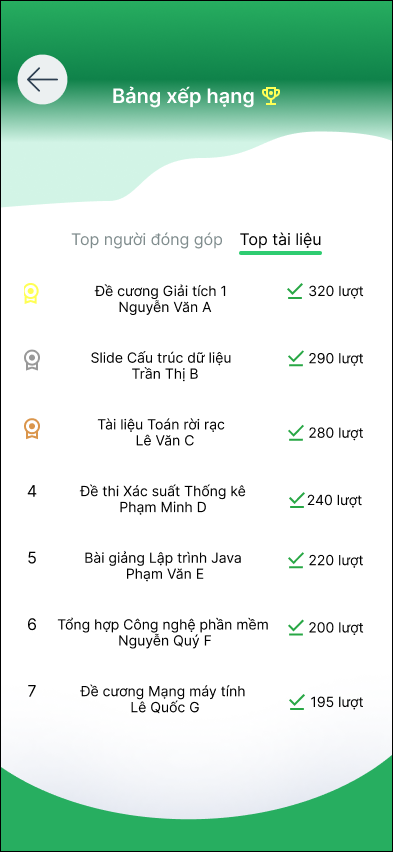 Bảng xếp hạng
Top người đóng góp Top tài liệu
Đề cương Giải tích 1
Nguyễn Văn A
320 lượt
Slide Cấu trúc dữ liệu
Trần Thị B
290 lượt
Tài liệu Toán rời rạc
Lê Văn C
280 lượt
4
Đề thi Xác suất Thống kê
Phạm Minh D
240 lượt
5
Bài giảng Lập trình Java
Phạm Văn E
220 lượt
6
Tổng hợp Công nghệ phần mềm
Nguyễn Quý F
200 lượt
7
Đề cương Mạng máy tính
Lê Quốc G
195 lượt